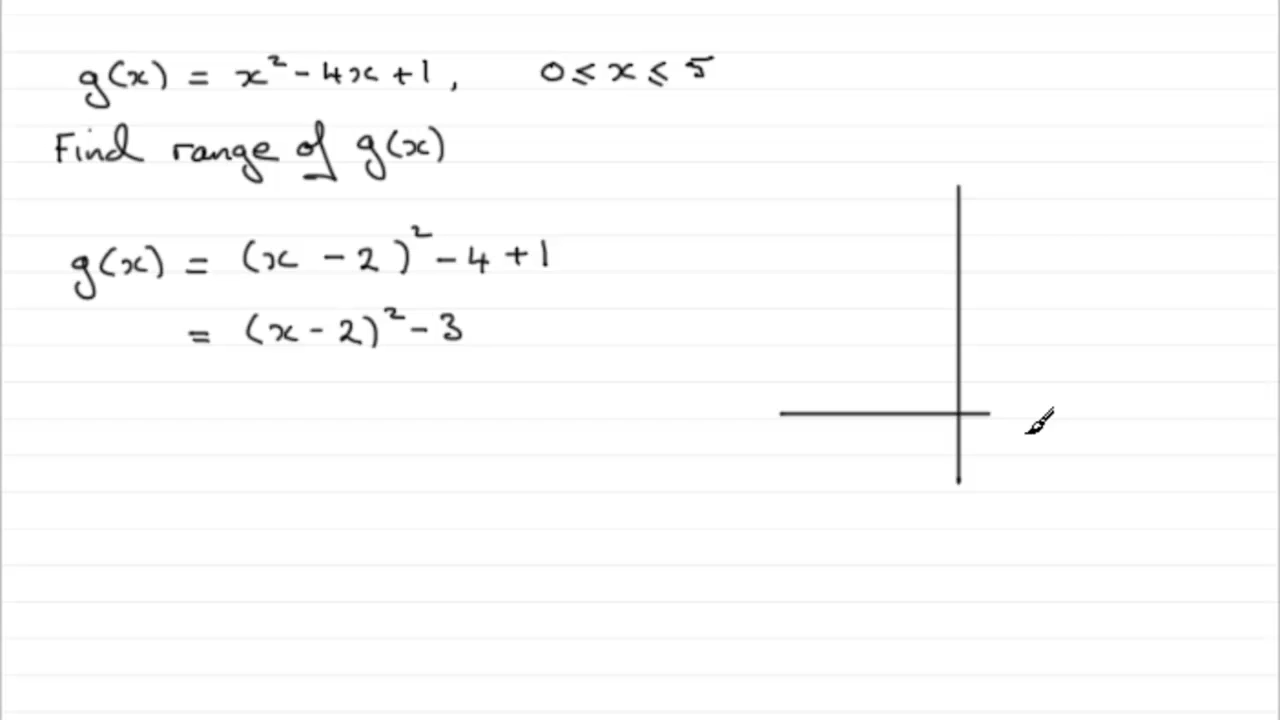 g(x) = x² - 4x + 1, 0 ≤ x ≤ 5
Find range of g(x)
g(x) = (x - 2)² - 4 + 1
= (x - 2)² - 3